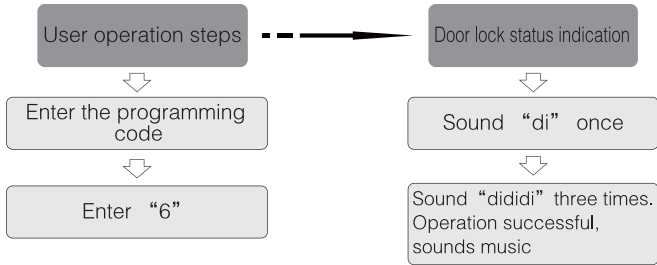 User operation steps
Door lock status indication
Enter the programming
code
Sound “di” once
Enter “6”
Sound “dididi” three times.
Operation successful,
sounds music